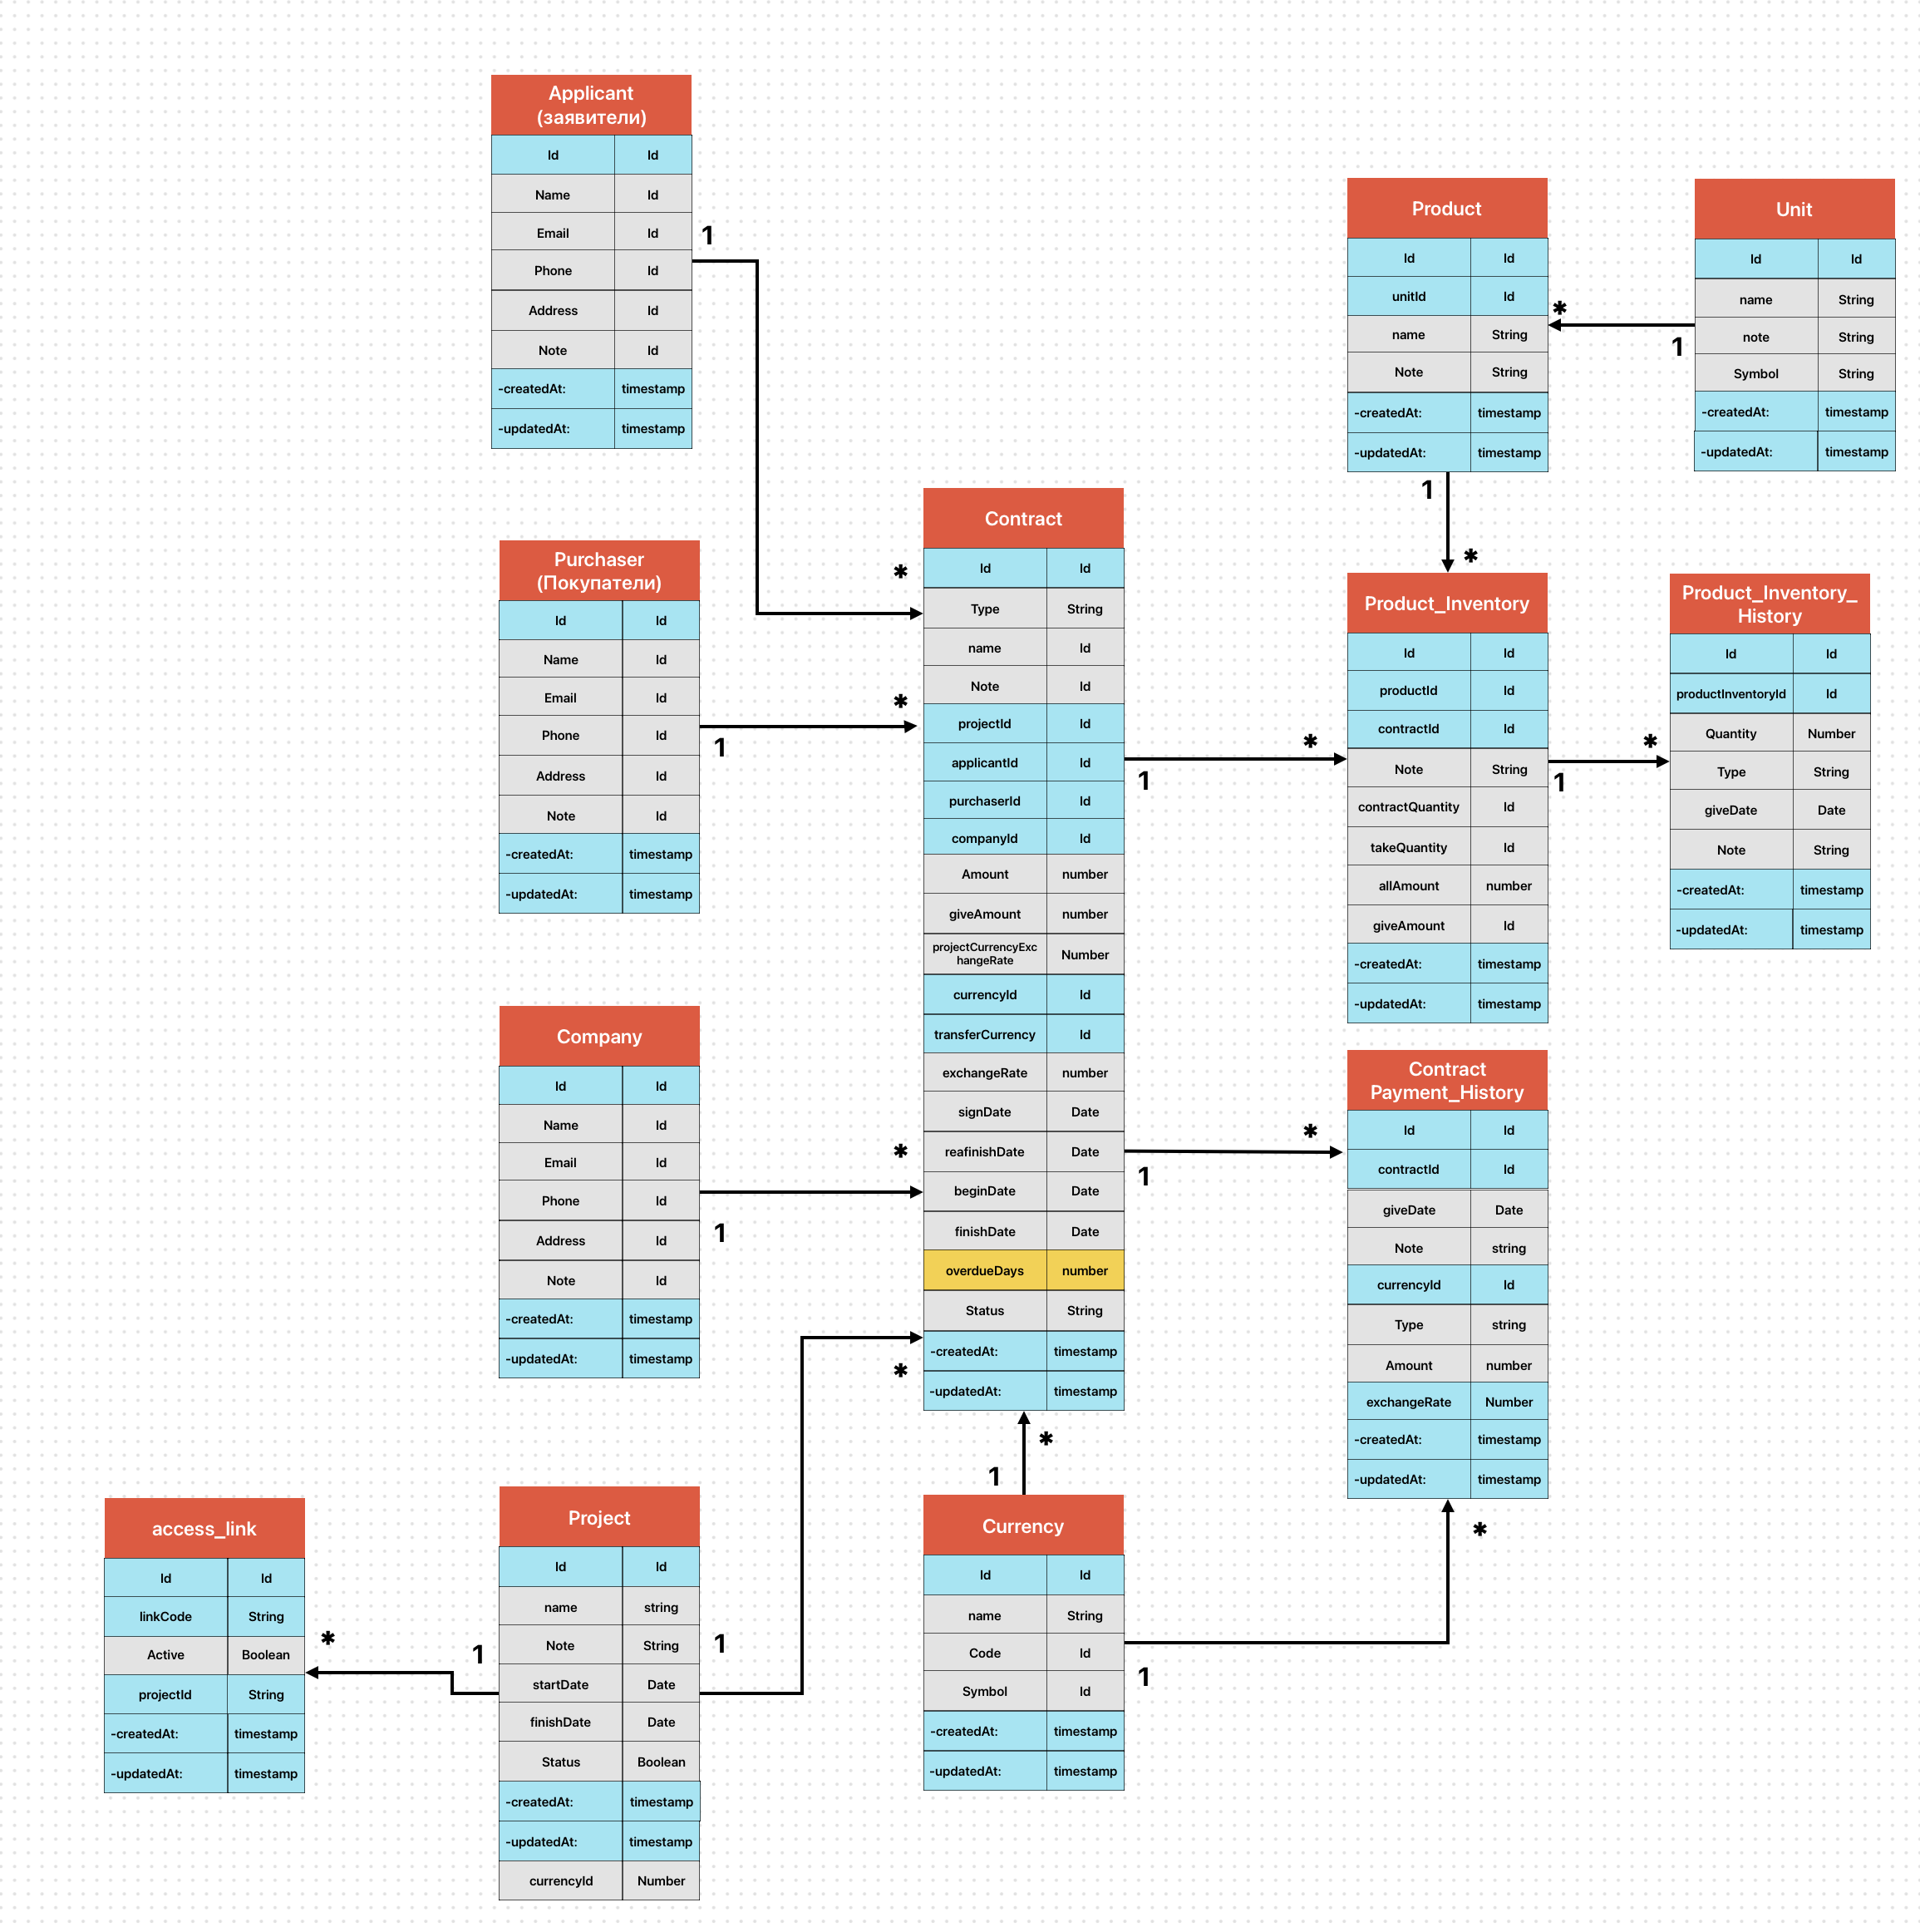 Applicant
(заявители)
Id Id
Name Id
Email Id
Phone Id
Address Id
Note Id
-createdAt: timestamp
-updatedAt: timestamp
1
*
Product
Id Id
unitId Id
name String
Note String
-createdAt: timestamp
-updatedAt: timestamp
Unit
Id Id
name String
note String
Symbol String
-createdAt: timestamp
-updatedAt: timestamp
*
1
1
*
Purchaser
(Покупатели)
Id Id
Name Id
Email Id
Phone Id
Address Id
Note Id
-createdAt: timestamp
-updatedAt: timestamp
*
1
Contract
Id Id
Type String
name Id
Note Id
projectId Id
applicantId Id
purchaserId Id
companyId Id
Amount number
giveAmount number
projectCurrencyExc
hangeRate Number
currencyId Id
transferCurrency Id
exchangeRate number
signDate Date
reafinishDate Date
beginDate Date
finishDate Date
overdueDays number
Status String
-createdAt: timestamp
-updatedAt: timestamp
*
1
Product_Inventory
Id Id
productId Id
contractId Id
Note String
contractQuantity Id
takeQuantity Id
allAmount number
giveAmount Id
-createdAt: timestamp
-updatedAt: timestamp
*
1
Product_Inventory_
History
Id Id
productInventoryId Id
Quantity Number
Type String
giveDate Date
Note String
-createdAt: timestamp
-updatedAt: timestamp
Company
Id Id
Name Id
Email Id
Phone Id
Address Id
Note Id
-createdAt: timestamp
-updatedAt: timestamp
*
1
*
1
Contract
Payment_History
Id Id
contractId Id
giveDate Date
Note string
currencyId Id
Type string
Amount number
exchangeRate Number
-createdAt: timestamp
-updatedAt: timestamp
*
*
1
*
access_link
Id Id
linkCode String
Active Boolean
projectId String
-createdAt: timestamp
-updatedAt: timestamp
*
1
Project
Id Id
name string
Note String
startDate Date
finishDate Date
Status Boolean
-createdAt: timestamp
-updatedAt: timestamp
currencyId Number
1
Currency
Id Id
name String
Code Id
Symbol Id
-createdAt: timestamp
-updatedAt: timestamp
1